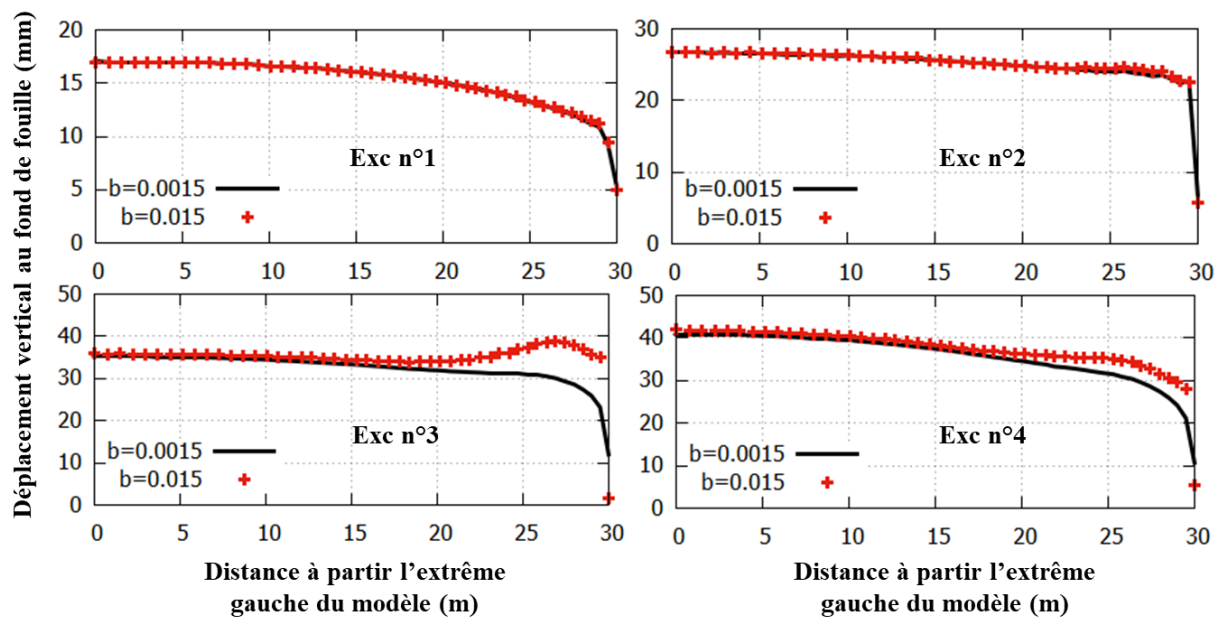 Déplacement vertical au fond de fouille (mm)
20
15
10
5
0
Exc n°1
b=0.0015
b=0.015
0 5 10 15 20 25 30
30
20
10
0
Exc n°2
b=0.0015
b=0.015
0 5 10 15 20 25 30
50
40
30
20
10
0
Exc n°3
b=0.0015
b=0.015
0 5 10 15 20 25 30
50
40
30
20
10
0
Exc n°4
b=0.0015
b=0.015
0 5 10 15 20 25 30
Distance à partir l’extrême
gauche du modèle (m)
Distance à partir l’extrême
gauche du modèle (m)